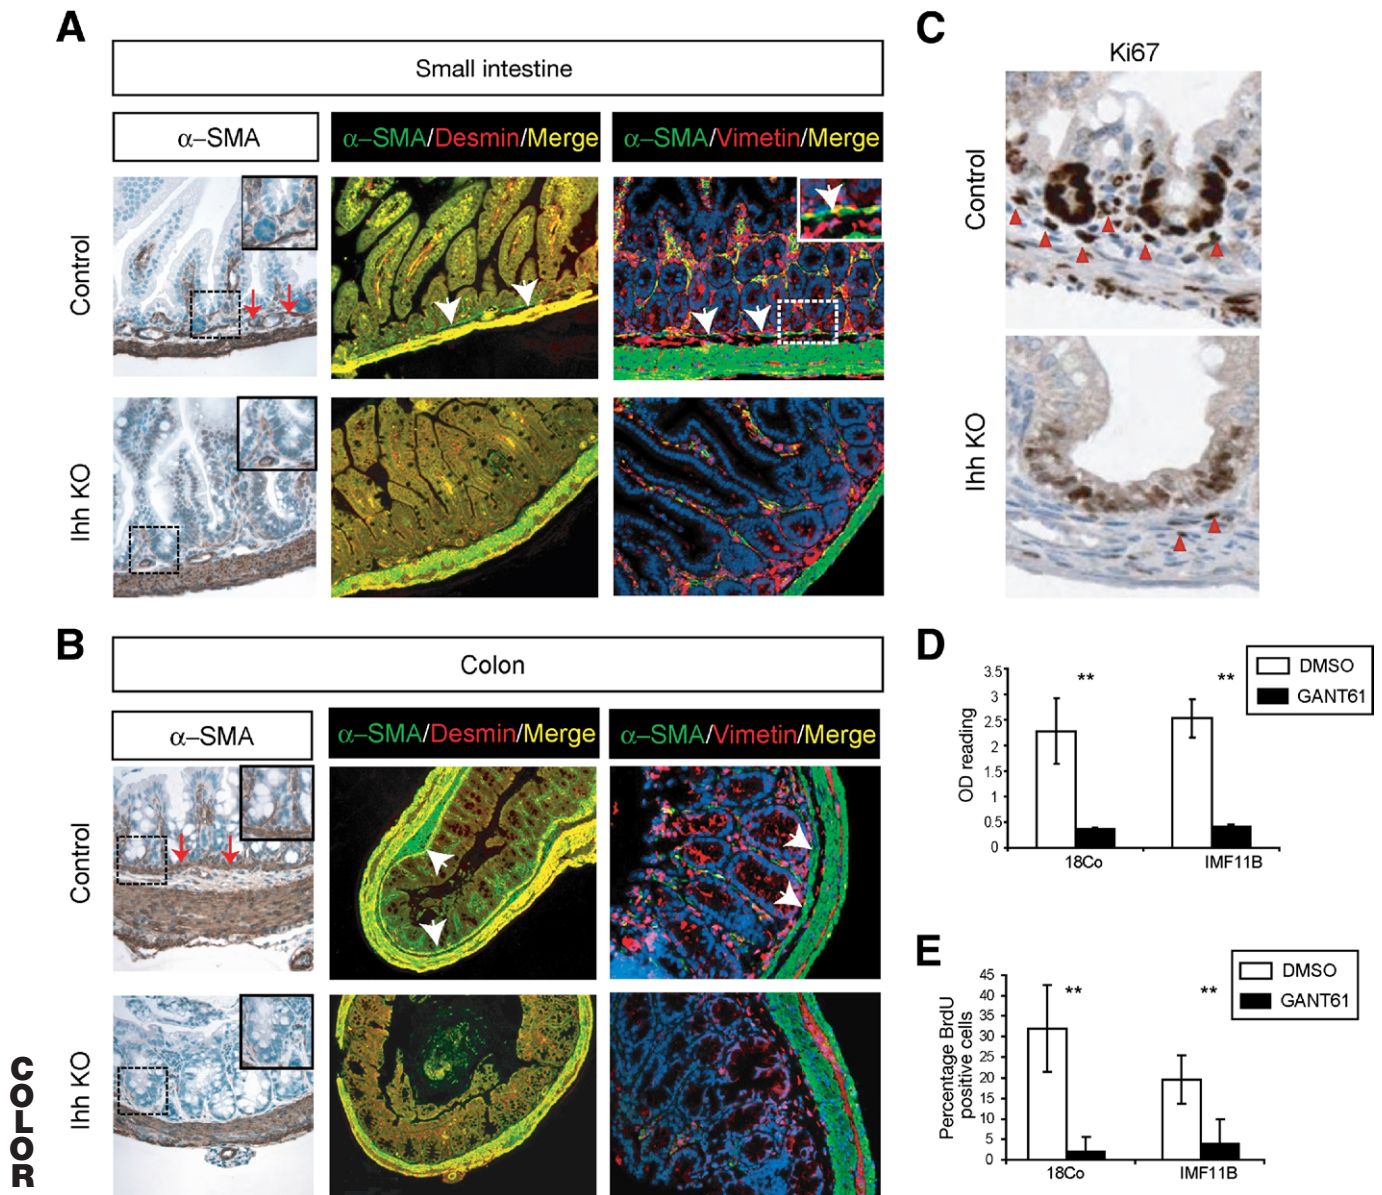 A
Small intestine
α–SMA
α–SMA/Desmin/Merge
α–SMA/Vimetin/Merge
Control
Ihh KO
B
Colon
α–SMA
α–SMA/Desmin/Merge
α–SMA/Vimetin/Merge
Control
Ihh KO
COLOR
C
Ki67
Control
Ihh KO
D
DMSO
GANT61
OD reading
3.5
3
2.5
2
1.5
1
0.5
0
**
**
18Co
IMF11B
E
DMSO
GANT61
Percentage BrdU
positive cells
45
40
35
30
25
20
15
10
5
0
**
**
18Co
IMF11B